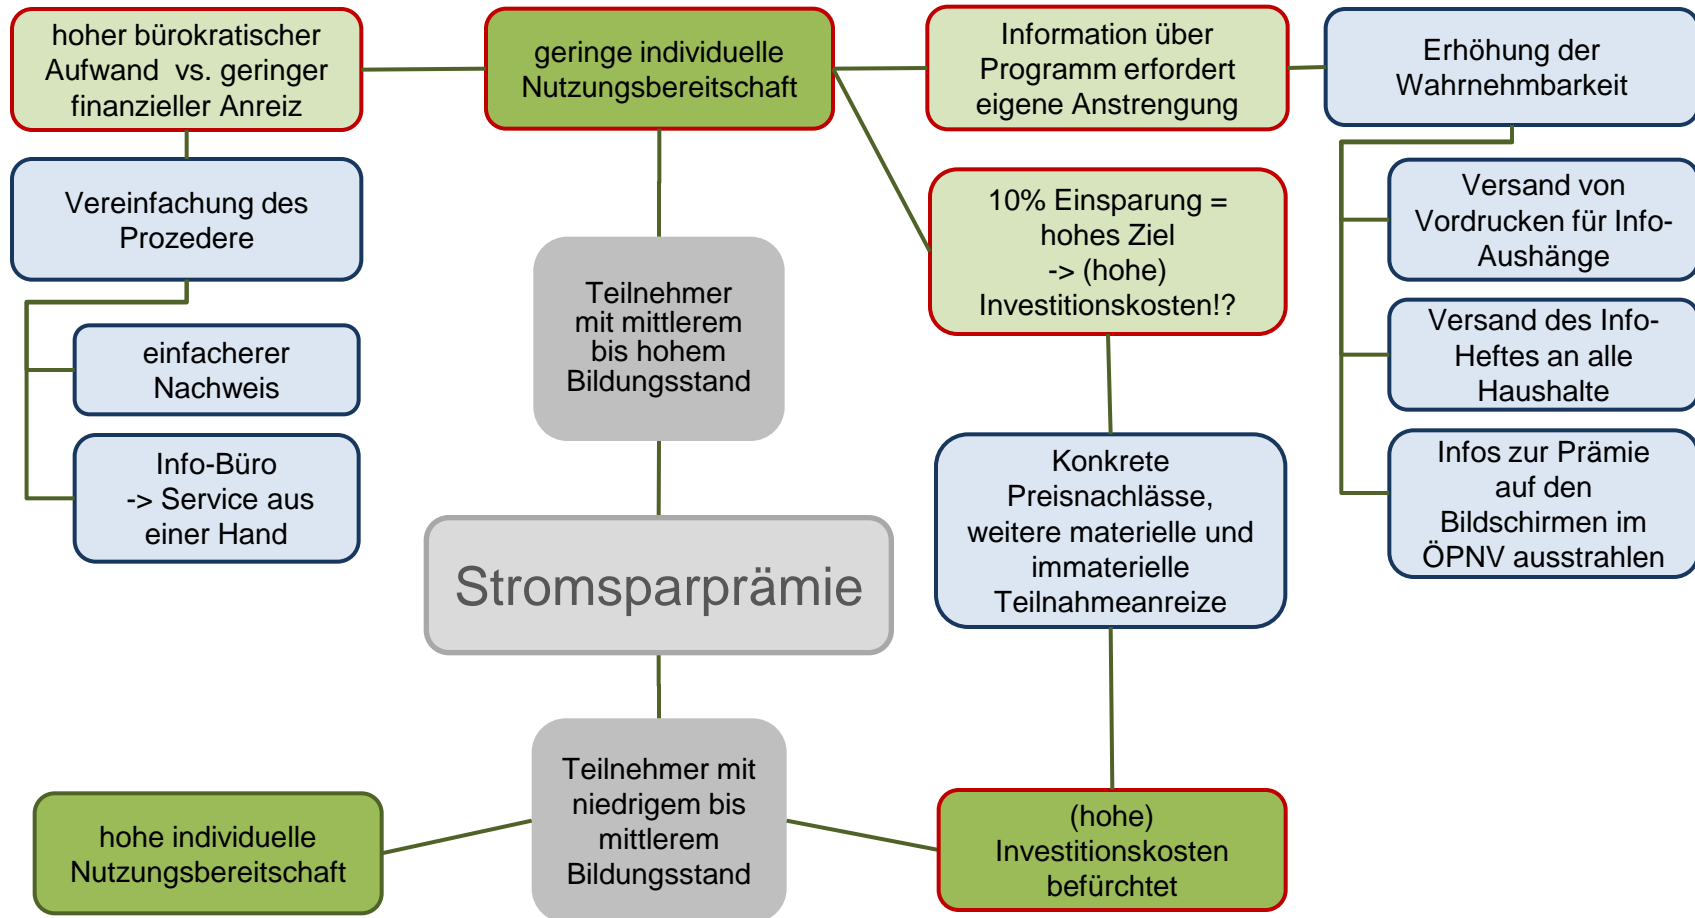 hoher bürokratischer
Aufwand vs. geringer
finanzieller Anreiz
geringe individuelle
Nutzungsbereitschaft
Information über
Programm erfordert
eigene Anstrengung
Erhöhung der
Wahrnehmbarkeit
Vereinfachung des
Prozedere
einfacherer
Nachweis
Info-Büro
-> Service aus
einer Hand
Teilnehmer
mit mittlerem
bis hohem
Bildungsstand
10% Einsparung =
hohes Ziel
-> (hohe)
Investitionskosten!?
Versand von
Vordrucken für Info-
Aushänge
Versand des Info-
Heftes an alle
Haushalte
Infos zur Prämie
auf den
Bildschirmen im
ÖPNV ausstrahlen
Konkrete
Preisnachlässe,
weitere materielle und
immaterielle
Teilnahmeanreize
Stromsparprämie
Teilnehmer mit
niedrigem bis
mittlerem
Bildungsstand
hohe individuelle
Nutzungsbereitschaft
(hohe)
Investitionskosten
befürchtet